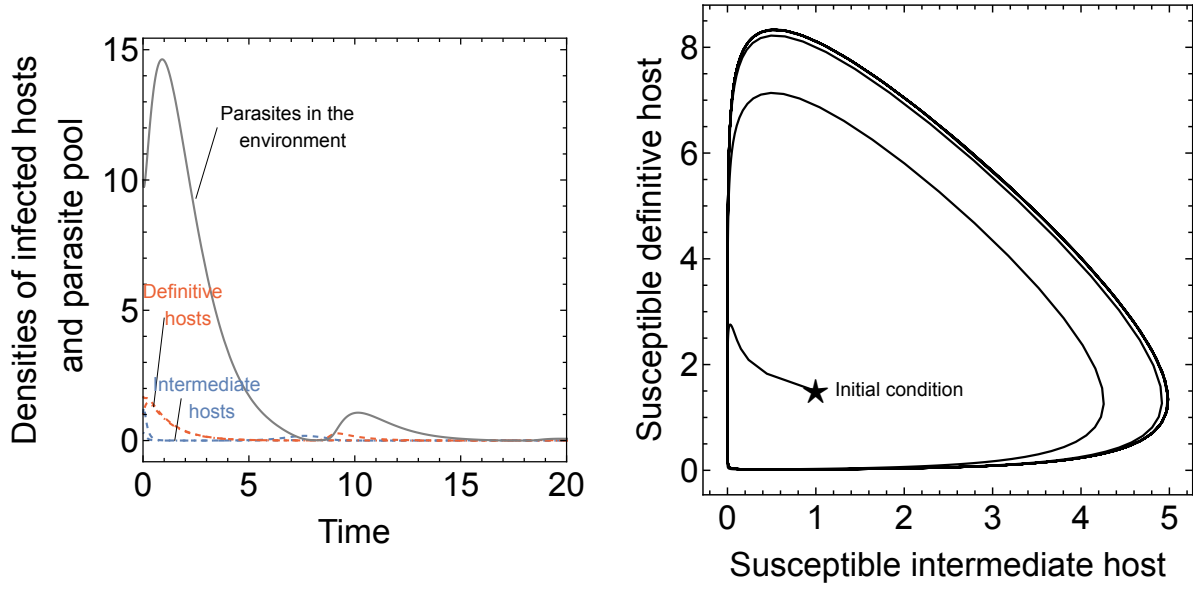 Densities of infected hosts
and parasite pool
15
10
5
0
Parasites in the
environment
Definitive
hosts
Intermediate
hosts
0 5 10 15 20
Time
Susceptible definitive host
8
6
4
2
0
Initial condition
0 1 2 3 4 5
Susceptible intermediate host